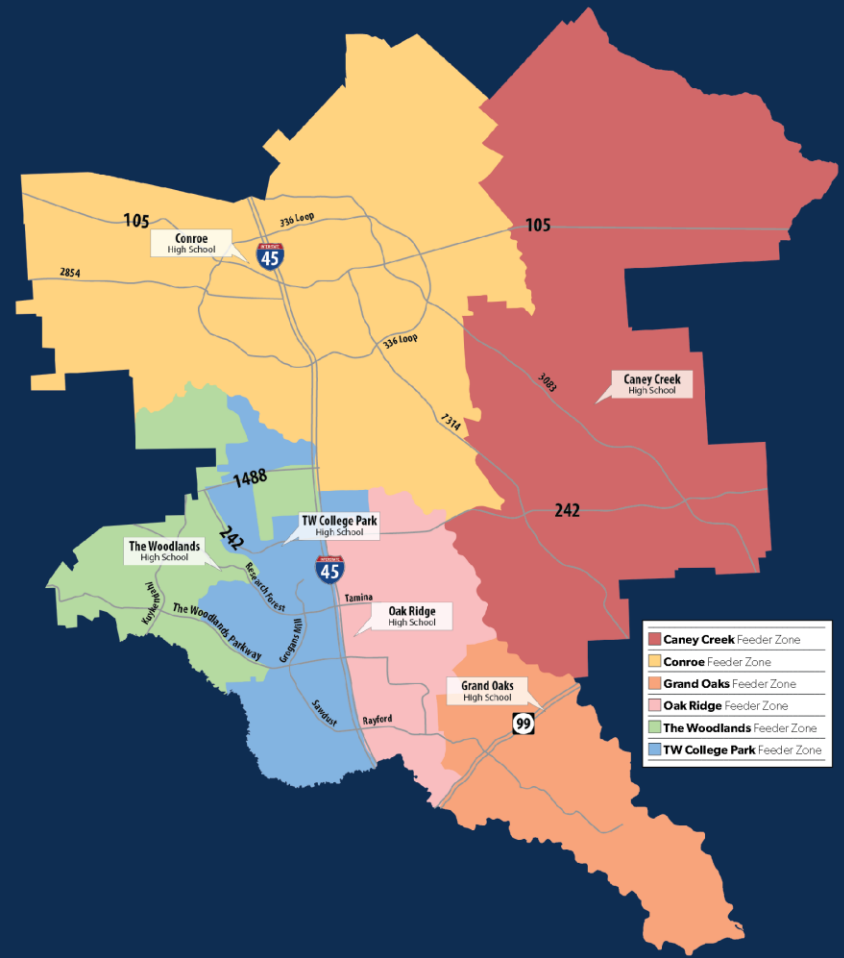 105
336 Loop
Conroe
High School
INTERSTATE
45
105
2854
336 Loop
3083
Caney Creek
High School
7314
1488
242
TW College Park
High School
242
The Woodlands
High School
45
Research Forest
Kuykendahl
Tamina
The Woodlands Parkway
Grogans Mill
Oak Ridge
High School
Grand Oaks
High School
Sawdust
Rayford
99
Caney Creek Feeder Zone
Conroe Feeder Zone
Grand Oaks Feeder Zone
Oak Ridge Feeder Zone
The Woodlands Feeder Zone
TW College Park Feeder Zone